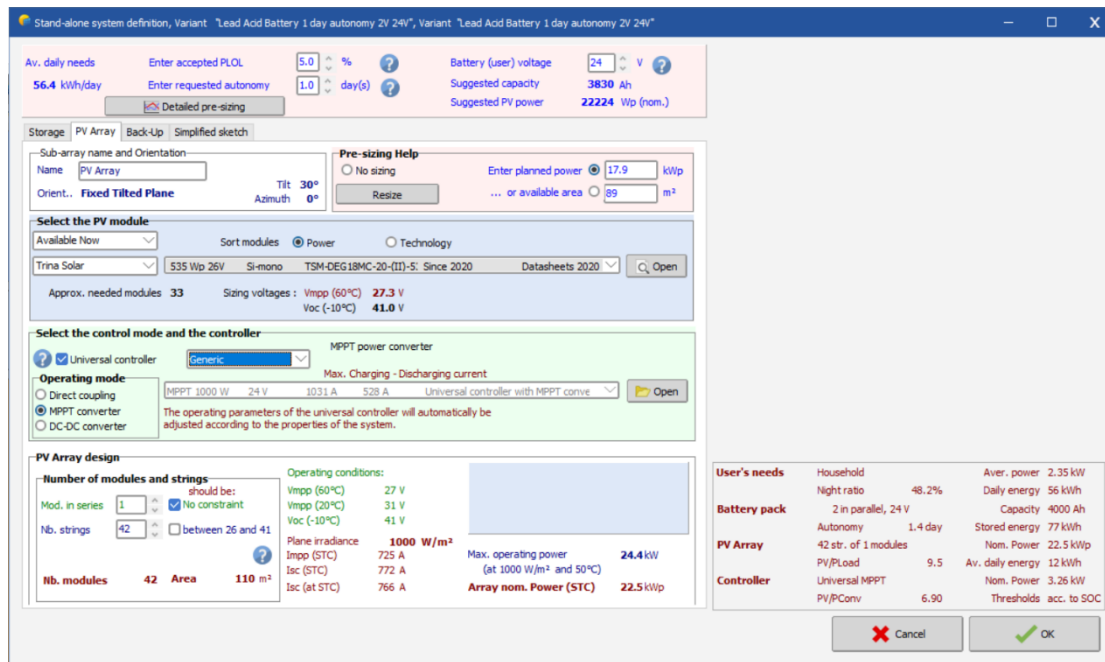 Stand-alone system definition, Variant "Lead Acid Battery 1 day autonomy 2V 24V", Variant "Lead Acid Battery 1 day autonomy 2V 24V"
Av. daily needs Enter accepted PLOL 5.0 % ? Battery (user) voltage 24 V ?
56.4 kWh/day Enter requested autonomy 1.0 day(s) ? Suggested capacity 3830 Ah
Detailed pre-sizing Suggested PV power 22224 Wp (nom.)
Storage PV Array Back-Up Simplified sketch
Sub-array name and Orientation
Name PV Array
Orient.. Fixed Tilted Plane
Tilt 30°
Azimuth 0°
Pre-sizing Help
No sizing Enter planned power 17.9 kWp
Resize ... or available area 89 m²
Select the PV module
Available Now Sort modules Power Technology
Trina Solar 535 Wp 26V Si-mono TSM-DEG18MC-20-(II)-5: Since 2020 Datasheets 2020 Open
Approx. needed modules 33 Sizing voltages : Vmpp (60°C) 27.3 V
Voc (-10°C) 41.0 V
Select the control mode and the controller
? Universal controller Generic MPPT power converter
Operating mode
Direct coupling
MPPT converter
DC-DC converter
Max. Charging - Discharging current
MPPT 1000 W 24 V 1031 A 528 A Universal controller with MPPT conve Open
The operating parameters of the universal controller will automatically be
adjusted according to the properties of the system.
PV Array design
Number of modules and strings
should be:
Mod. in series 1 No constraint
Nb. strings 42 between 26 and 41
?
Nb. modules 42 Area 110 m²
Operating conditions:
Vmpp (60°C) 27 V
Vmpp (20°C) 31 V
Voc (-10°C) 41 V
Plane irradiance 1000 W/m²
Impp (STC) 725 A
Isc (STC) 772 A
Isc (at STC) 766 A
Max. operating power 24.4 kW
(at 1000 W/m² and 50°C)
Array nom. Power (STC) 22.5 kWp
User's needs Household Aver. power 2.35 kW
Night ratio 48.2% Daily energy 56 kWh
Battery pack 2 in parallel, 24 V Capacity 4000 Ah
Autonomy 1.4 day Stored energy 77 kWh
PV Array 42 str. of 1 modules Nom. Power 22.5 kWp
PV/PLoad 9.5 Av. daily energy 12 kWh
Controller Universal MPPT Nom. Power 3.26 kW
PV/PConv 6.90 Thresholds acc. to SOC
Cancel OK